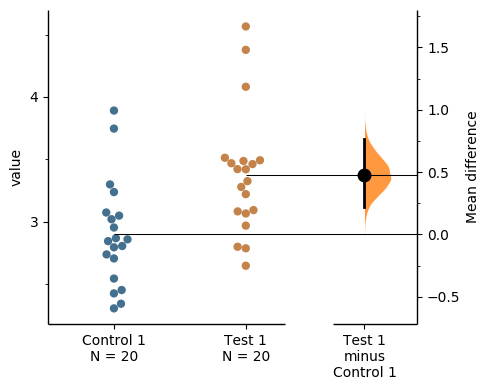 value
4
3
Control 1
N = 20
Test 1
N = 20
1.5
1.0
0.5
0.0
−0.5
Mean difference
Test 1
minus
Control 1